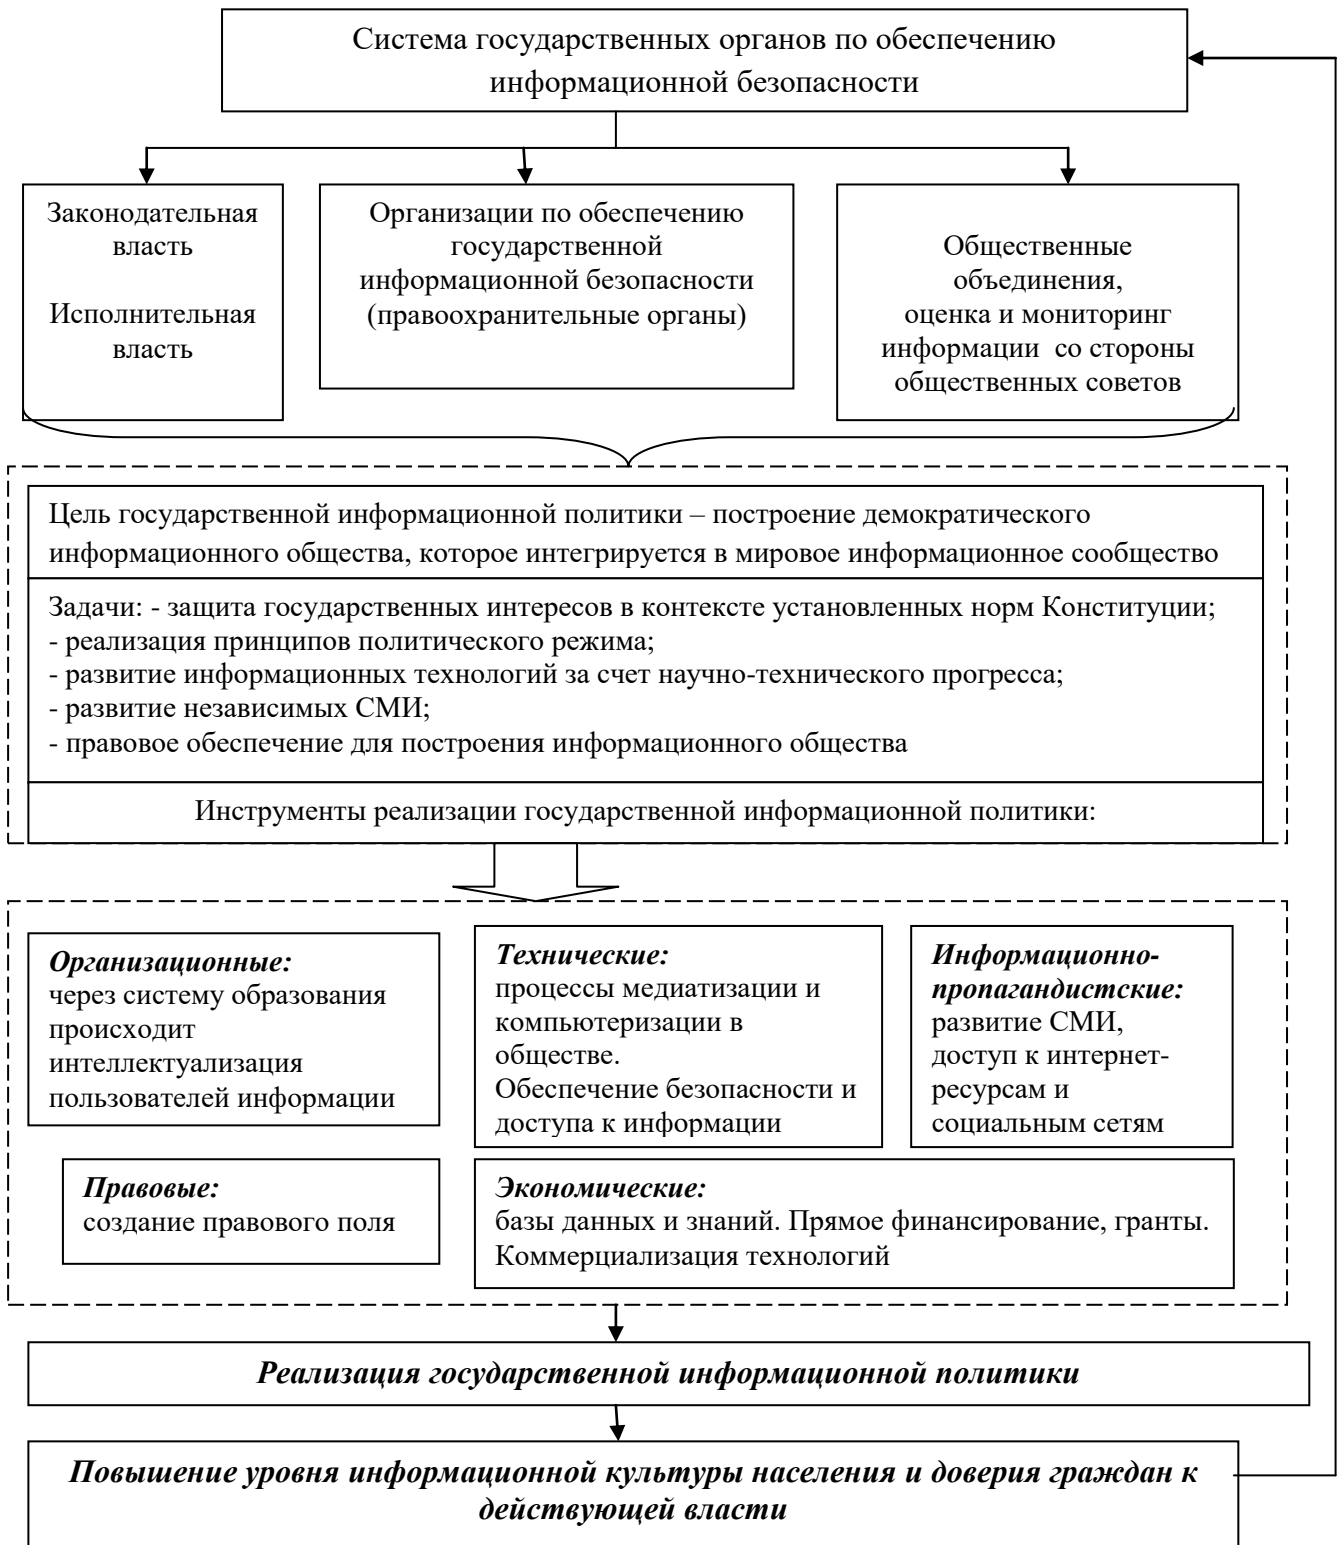 Система государственных органов по обеспечению
информационной безопасности
Законодательная
власть
Исполнительная
власть
Организации по обеспечению
государственной
информационной безопасности
(правоохранительные органы)
Общественные
объединения,
оценка и мониторинг
информации со стороны
общественных советов
Цель государственной информационной политики – построение демократического
информационного общества, которое интегрируется в мировое информационное сообщество
Задачи: - защита государственных интересов в контексте установленных норм Конституции;
- реализация принципов политического режима;
- развитие информационных технологий за счет научно-технического прогресса;
- развитие независимых СМИ;
- правовое обеспечение для построения информационного общества
Инструменты реализации государственной информационной политики:
Организационные:
через систему образования
происходит
интеллектуализация
пользователей информации
Технические:
процессы медиатизации и
компьютеризации в
обществе.
Обеспечение безопасности и
доступа к информации
Информационно-
пропагандистские:
развитие СМИ,
доступ к интернет-
ресурсам и
социальным сетям
Правовые:
создание правового поля
Экономические:
базы данных и знаний. Прямое финансирование, гранты.
Коммерциализация технологий
Реализация государственной информационной политики
Повышение уровня информационной культуры населения и доверия граждан к
действующей власти